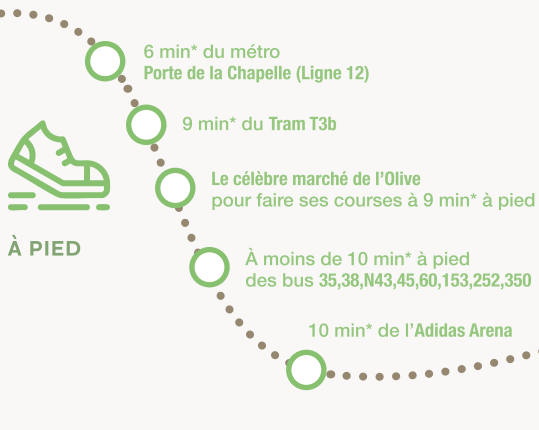 6 min* du métro
Porte de la Chapelle (Ligne 12)
9 min* du Tram T3b
Le célèbre marché de l'Olive
pour faire ses courses à 9 min* à pied
À PIED
À moins de 10 min* à pied
des bus 35,38,N43,45,60,153,252,350
10 min* de l'Adidas Arena